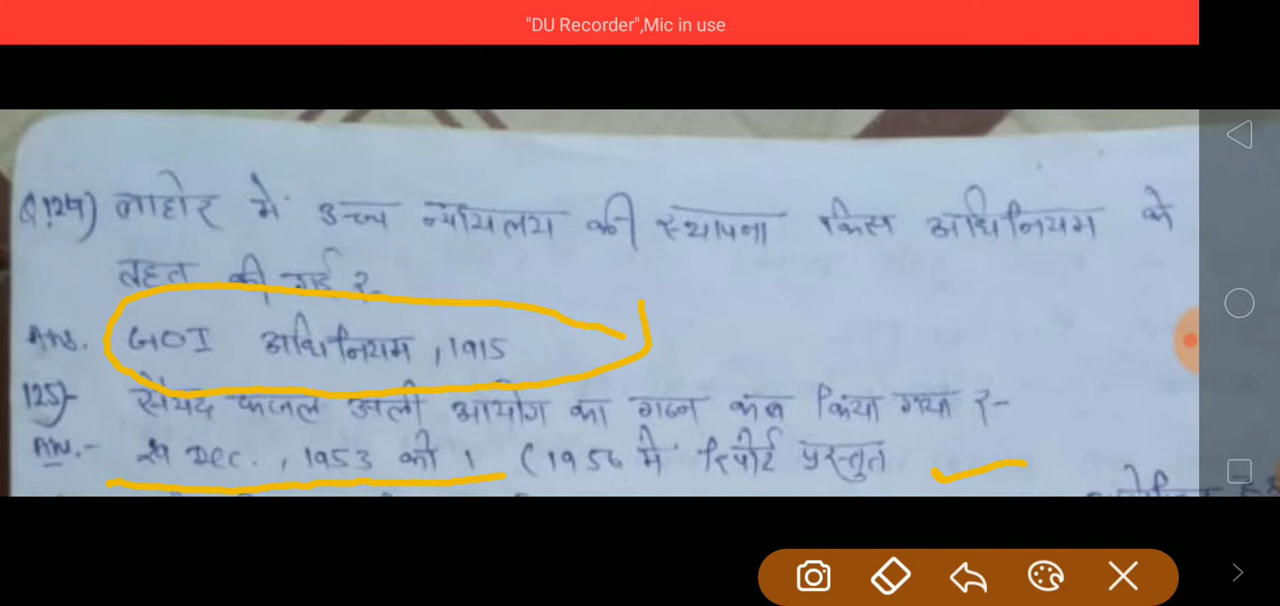 "DU Recorder",Mic in use
Q.124) लाहोर में उच्च न्यायलय की स्थापना किस अधिनियम के
तहत की गई ?-
Ans. GOI अधिनियम, 1915
125)- सैयद फजल अली आयोग का गठन कब किया गया ?-
Ans.- 29 Dec., 1953 को । (1956 में रिपोर्ट प्रस्तुत